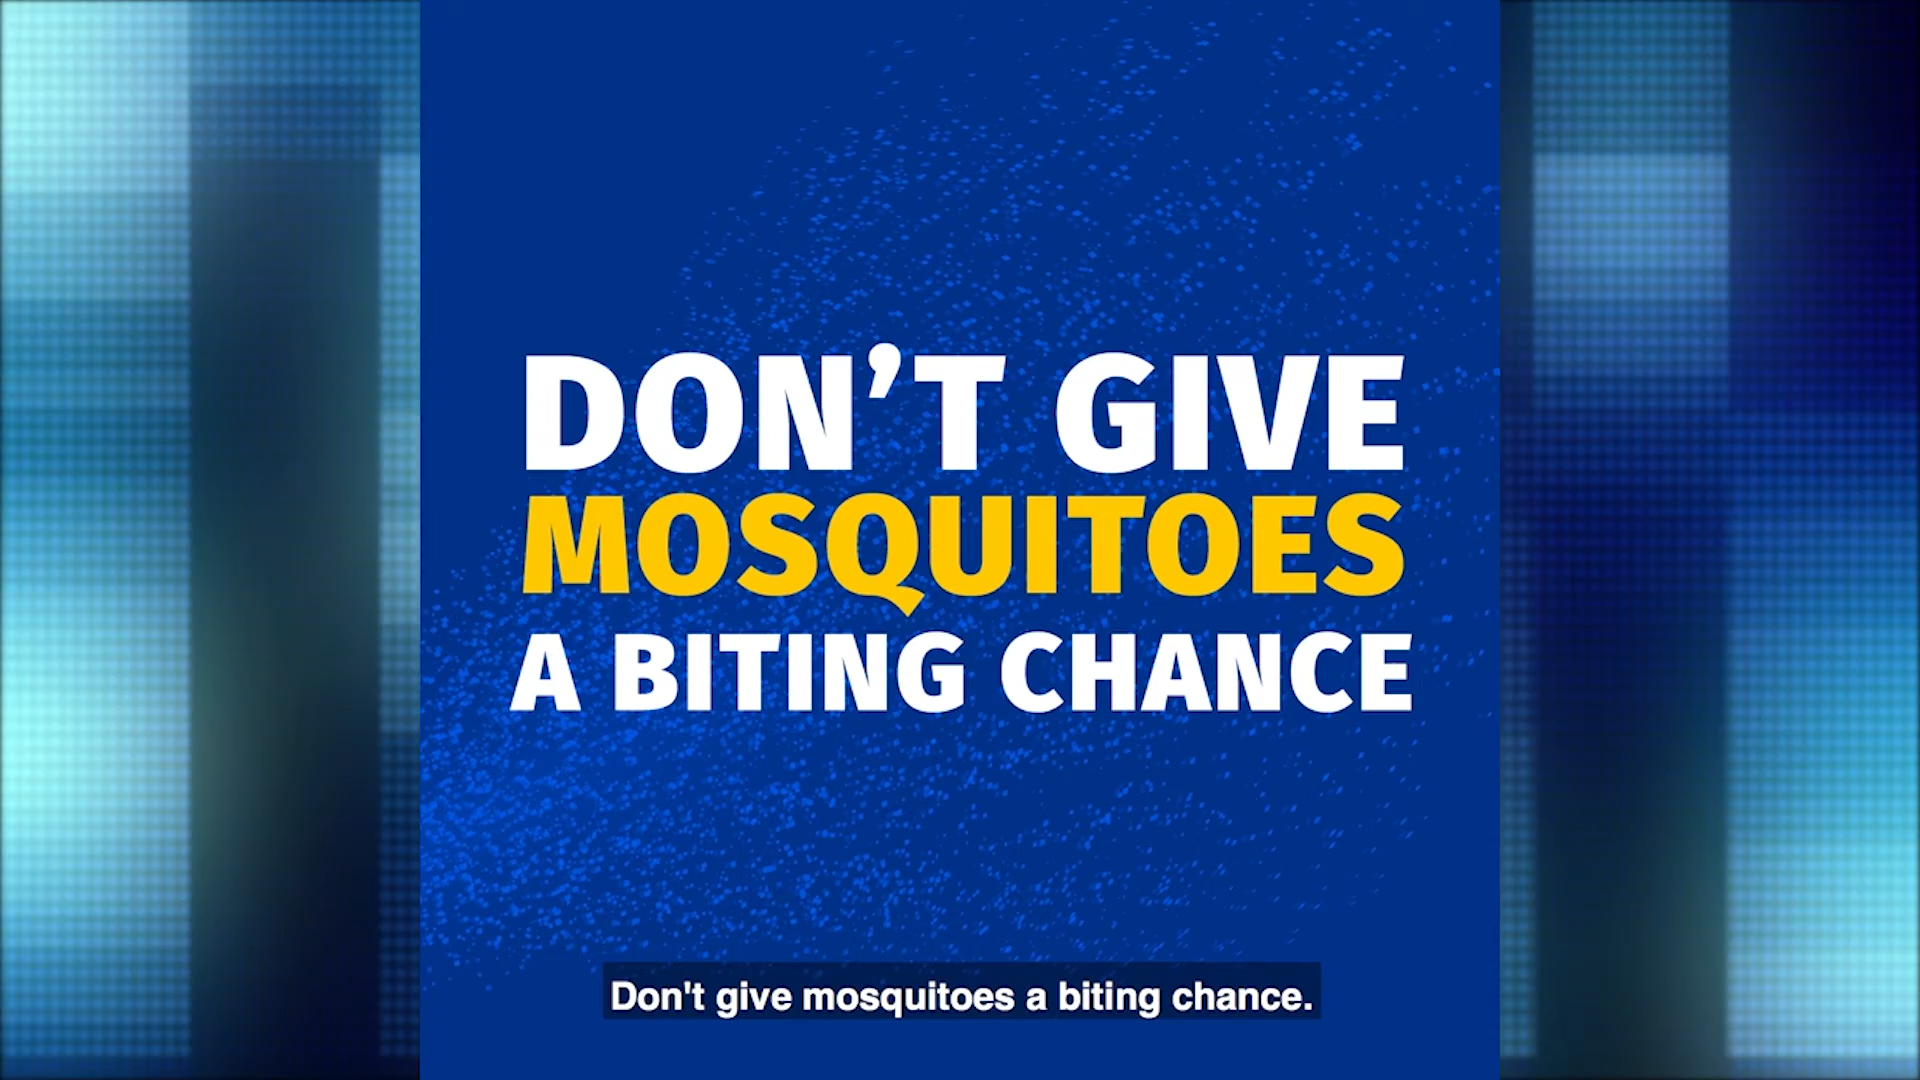 DON’T GIVE
MOSQUITOES
A BITING CHANCE
Don't give mosquitoes a biting chance.